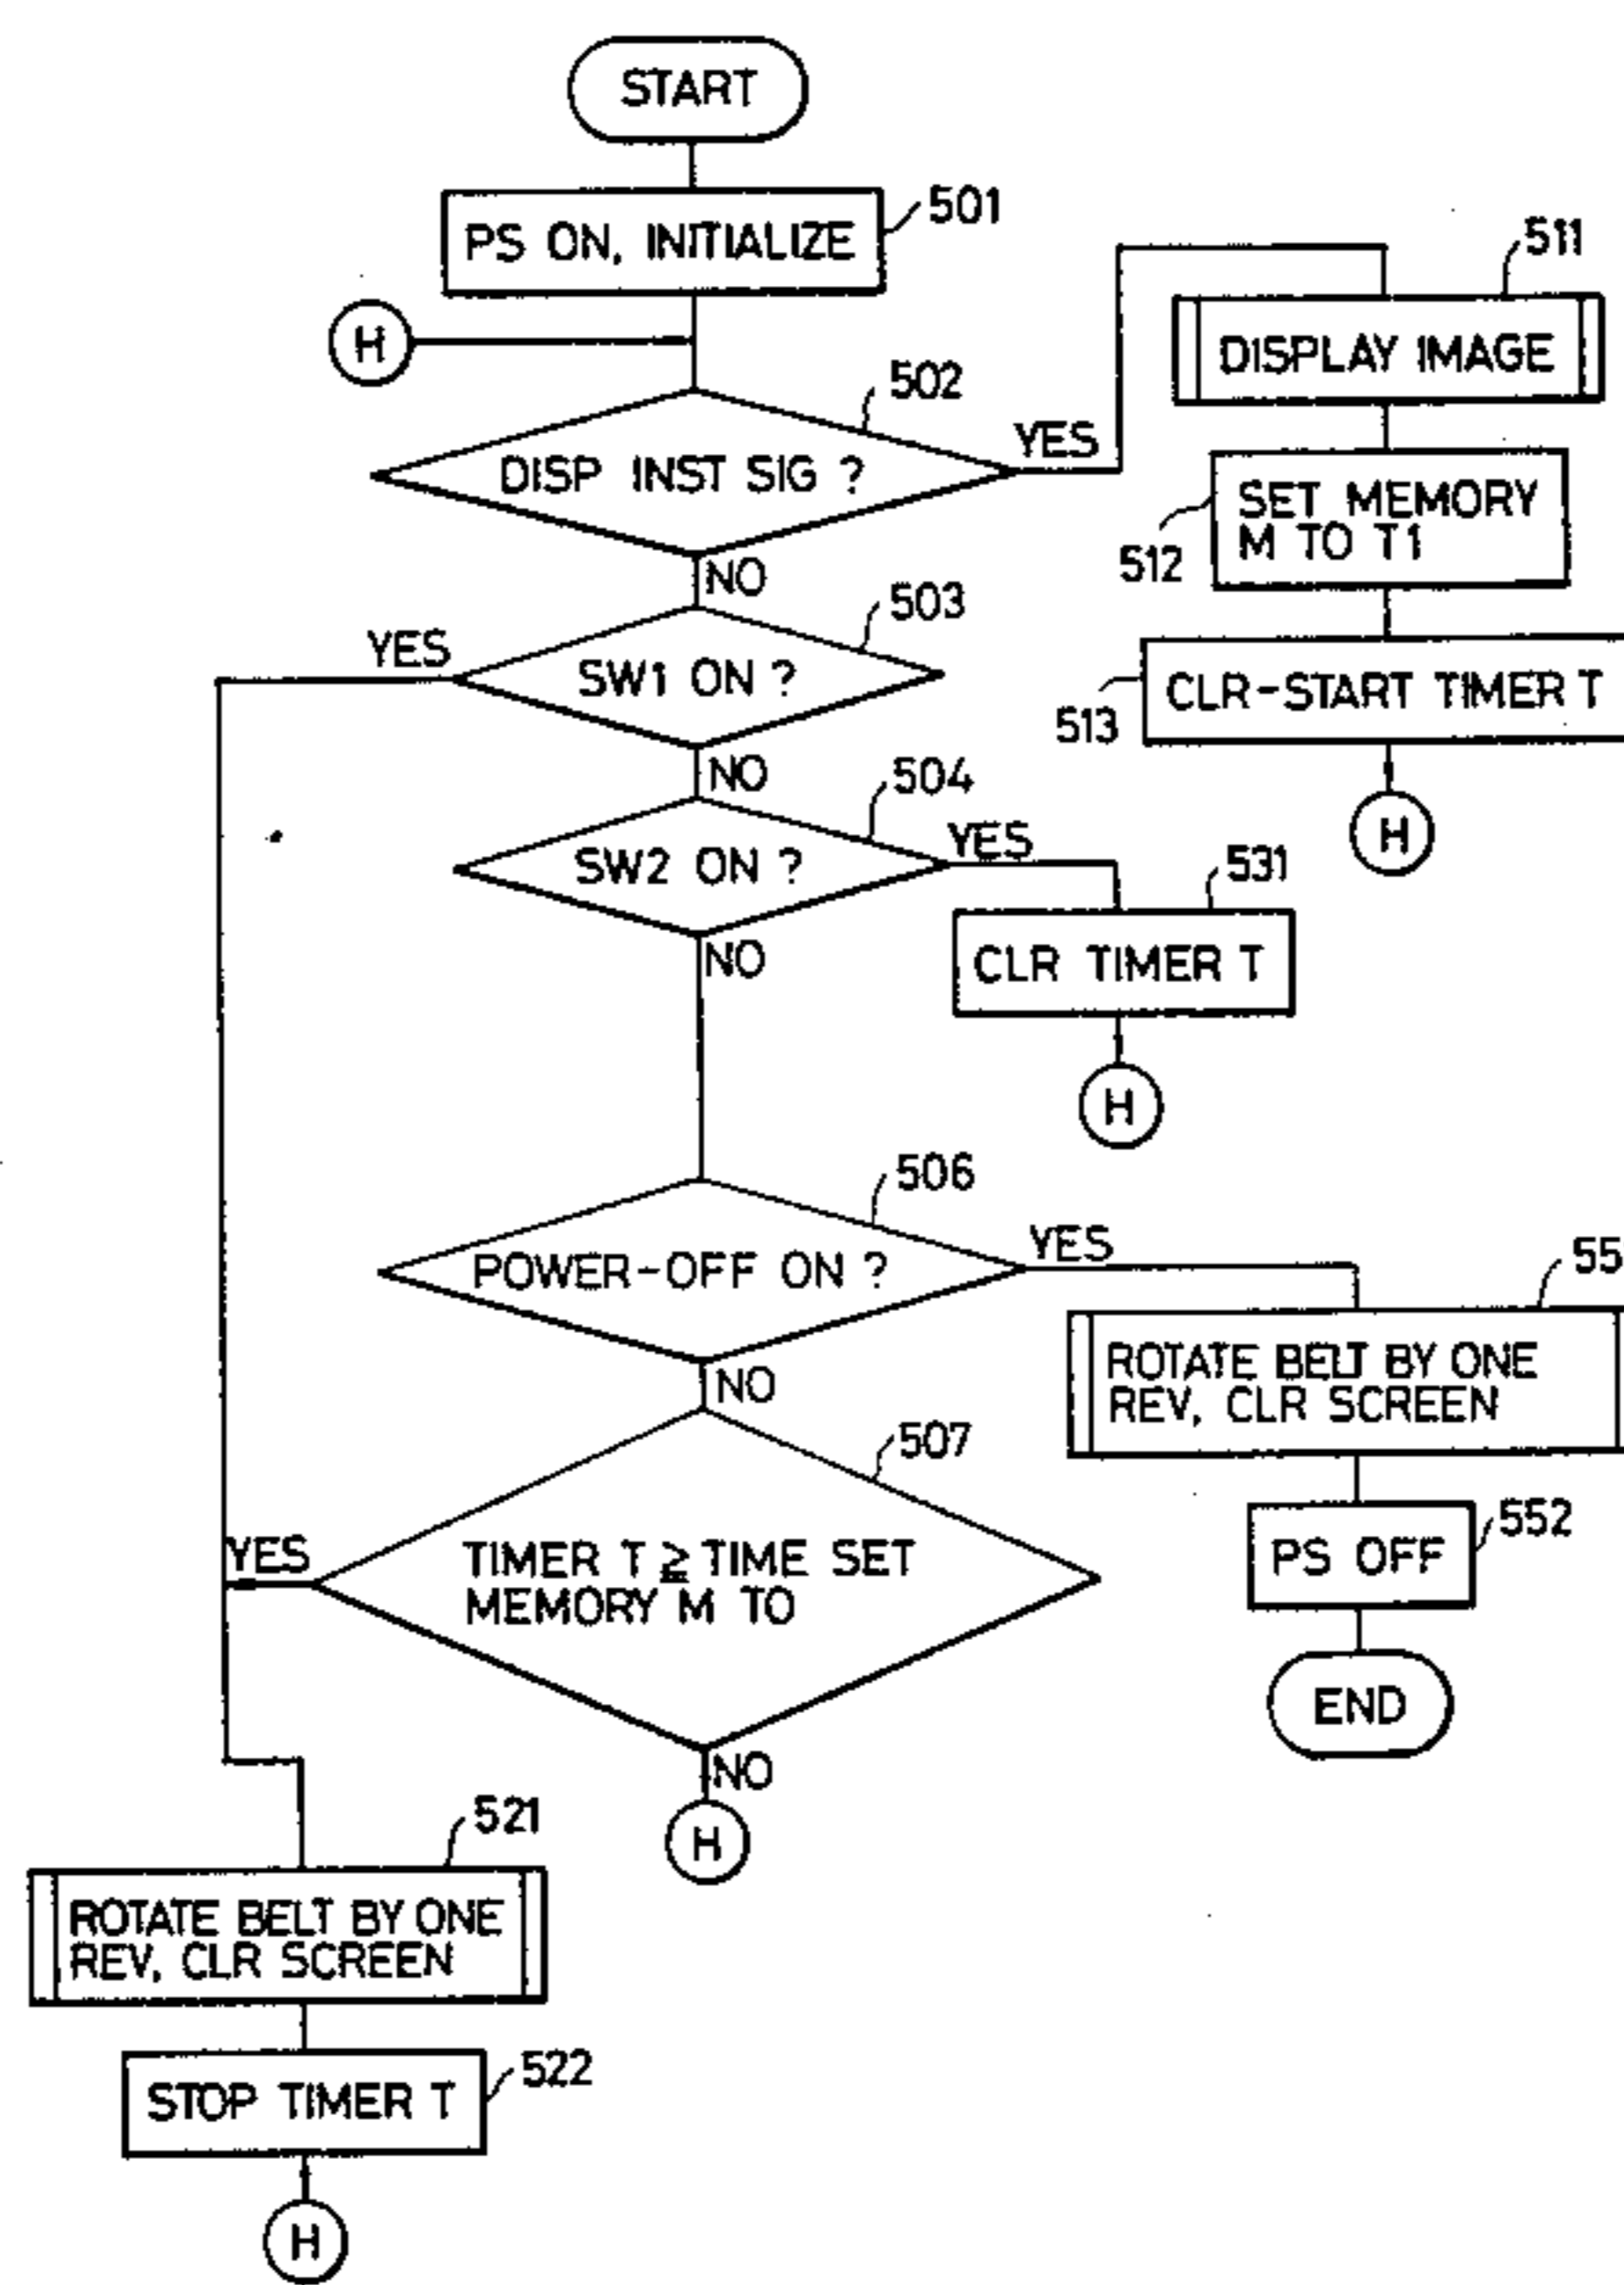 START
501
PS ON, INITIALIZE
H
502
DISP INST SIG ?
YES
NO
511
DISPLAY IMAGE
512
SET MEMORY
M TO T1
513
CLR-START TIMER T
H
503
YES
SW1 ON ?
NO
504
SW2 ON ?
YES
NO
531
CLR TIMER T
H
506
POWER-OFF ON ?
YES
NO
55
ROTATE BELT BY ONE
REV, CLR SCREEN
552
PS OFF
END
507
YES
TIMER T ≧ TIME SET
MEMORY M TO
NO
H
521
ROTATE BELT BY ONE
REV, CLR SCREEN
522
STOP TIMER T
H